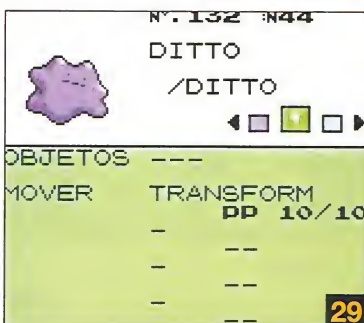 Nº. 132 :N44
DITTO
/DITTO
OBJETOS ---
MOVER TRANSFORM
PP 10/10
-
--
-
--
-
--
29